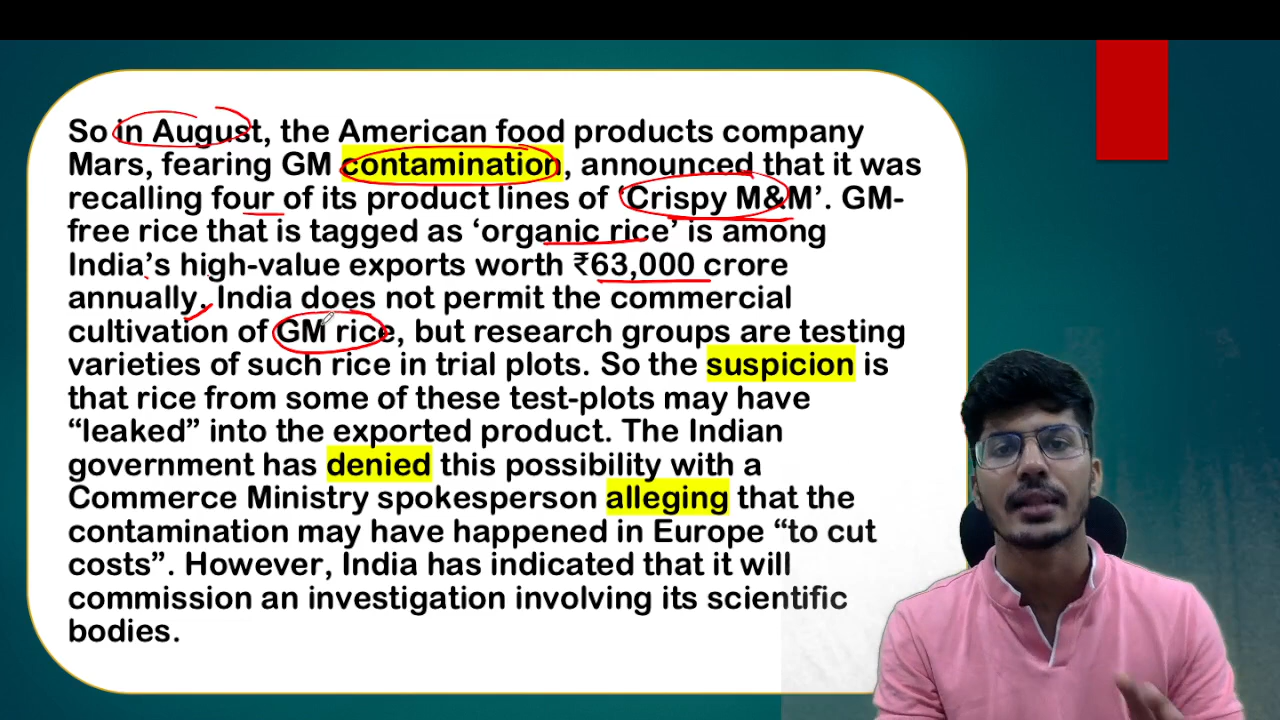 So in August, the American food products company
Mars, fearing GM contamination, announced that it was
recalling four of its product lines of ‘Crispy M&M’. GM-
free rice that is tagged as ‘organic rice’ is among
India’s high-value exports worth ₹63,000 crore
annually. India does not permit the commercial
cultivation of GM rice, but research groups are testing
varieties of such rice in trial plots. So the suspicion is
that rice from some of these test-plots may have
“leaked” into the exported product. The Indian
government has denied this possibility with a
Commerce Ministry spokesperson alleging that the
contamination may have happened in Europe “to cut
costs”. However, India has indicated that it will
commission an investigation involving its scientific
bodies.